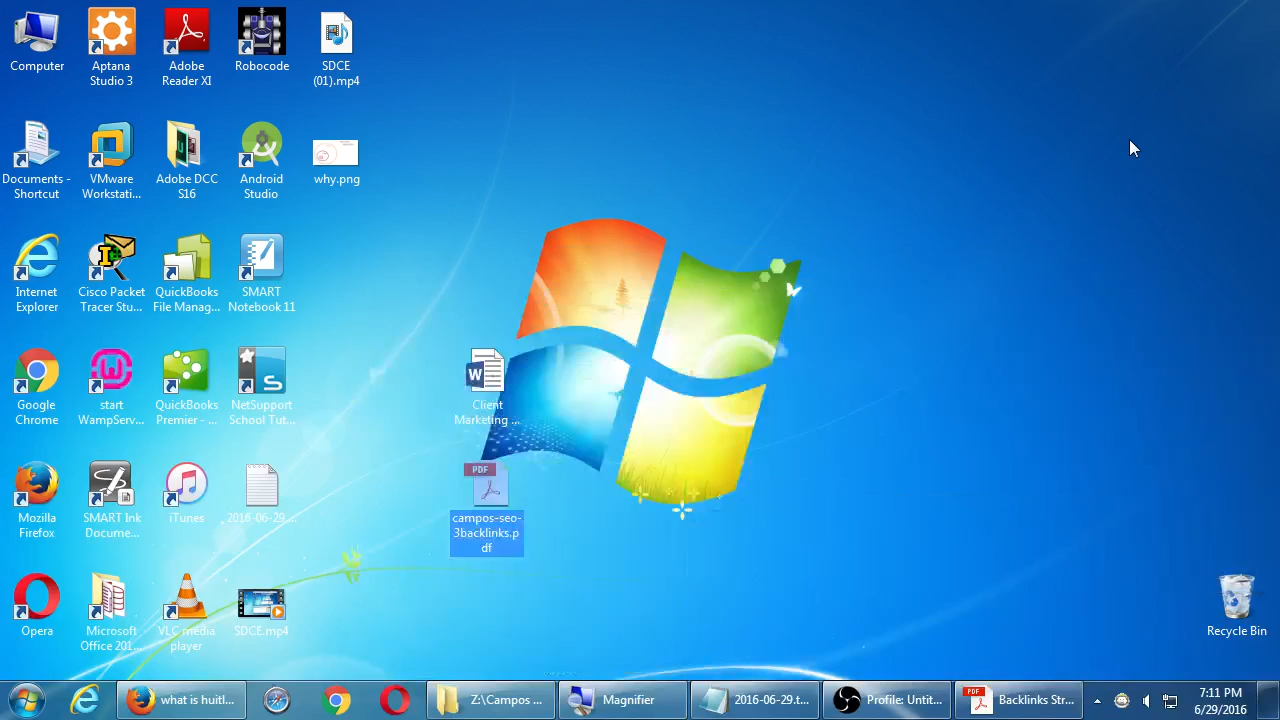 Computer
Aptana
Studio 3
Adobe
Reader XI
Robocode
SDCE
(01).mp4
Documents -
Shortcut
VMware
Workstati...
Adobe DCC
S16
Android
Studio
why.png
Internet
Explorer
Cisco Packet
Tracer Stu...
QuickBooks
File Manag...
SMART
Notebook 11
Google
Chrome
start
WampServ...
QuickBooks
Premier - ...
NetSupport
School Tut...
Client
Marketing ...
Mozilla
Firefox
SMART Ink
Docume...
iTunes
2016-06-29....
PDF
campos-seo-
3backlinks.p
df
Opera
Microsoft
Office 201...
VLC media
player
SDCE.mp4
Recycle Bin
what is huitl...
Z:\Campos ...
Magnifier
2016-06-29.t...
Profile: Untit...
PDF
Backlinks Str...
7:11 PM
6/29/2016